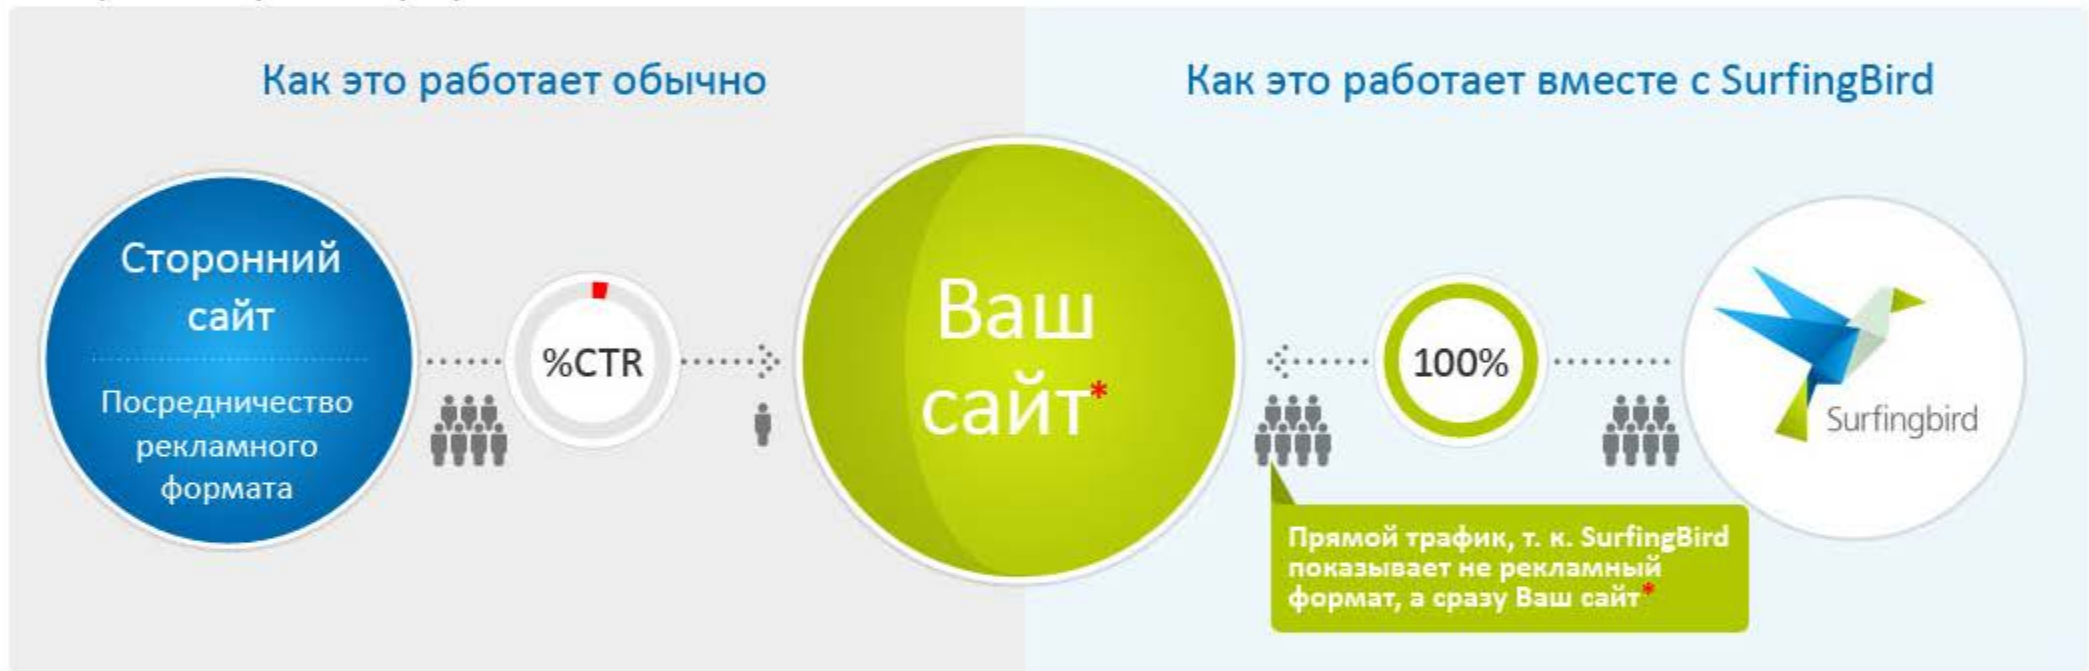 Как это работает обычно
Как это работает вместе с SurfingBird
Сторонний
сайт
Посредничество
рекламного
формата
%CTR
Ваш
сайт*
100%
Surfingbird
Прямой трафик, т. к. SurfingBird
показывает не рекламный
формат, а сразу Ваш сайт*